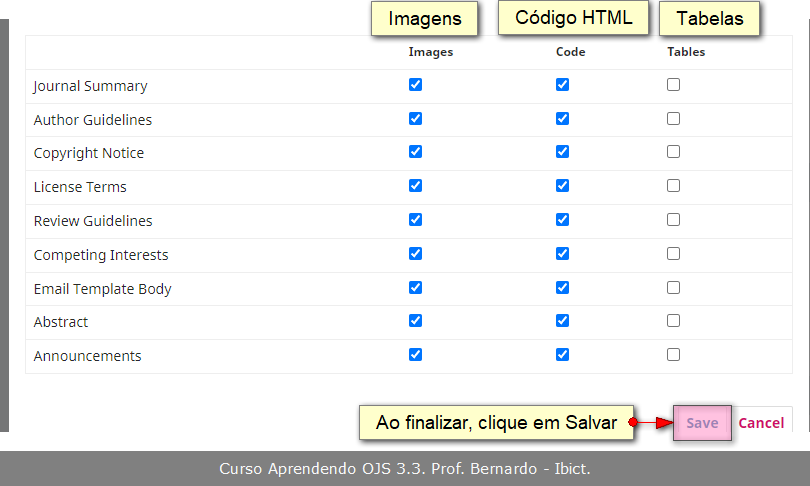 Imagens Código HTML Tabelas
Images Code Tables
Journal Summary
Author Guidelines
Copyright Notice
License Terms
Review Guidelines
Competing Interests
Email Template Body
Abstract
Announcements
Ao finalizar, clique em Salvar Save Cancel
Curso Aprendendo OJS 3.3. Prof. Bernardo - Ibict.